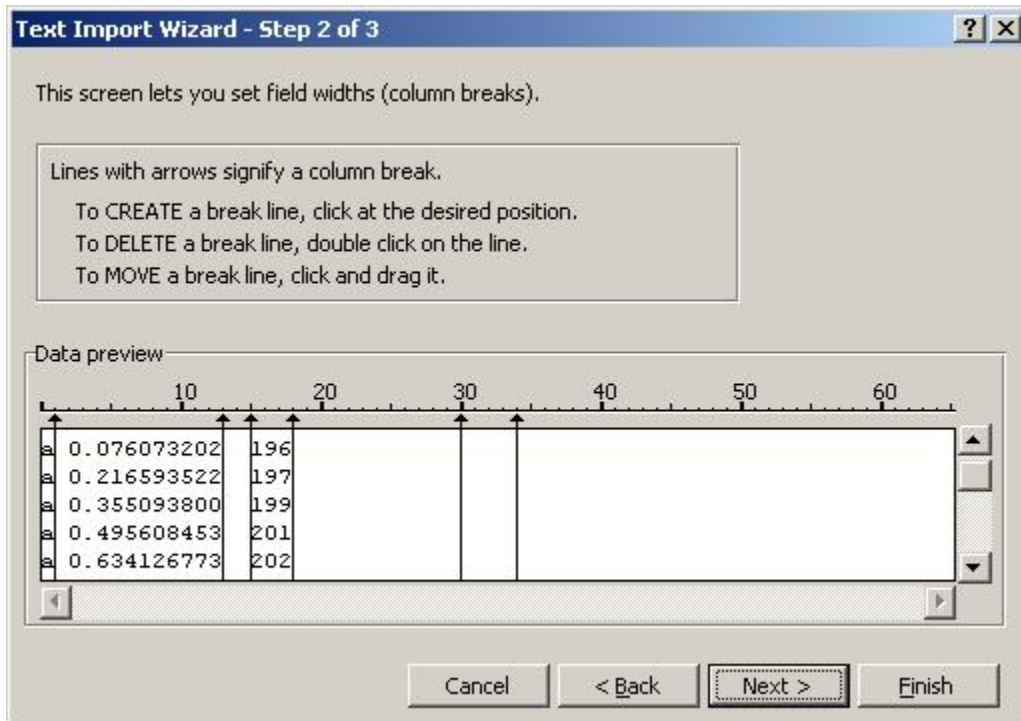 Text Import Wizard - Step 2 of 3
This screen lets you set field widths (column breaks).
Lines with arrows signify a column break.
To CREATE a break line, click at the desired position.
To DELETE a break line, double click on the line.
To MOVE a break line, click and drag it.
Data preview
10 20 30 40 50 60
a 0.076073202 196
a 0.216593522 197
a 0.355093800 199
a 0.495608453 201
a 0.634126773 202
Cancel < Back Next > Finish